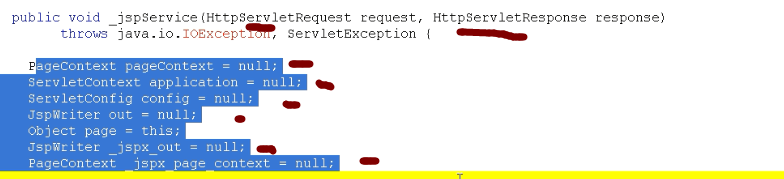 public void _jspService(HttpServletRequest request, HttpServletResponse response)
throws java.io.IOException, ServletException {
PageContext pageContext = null;
ServletContext application = null;
ServletConfig config = null;
JspWriter out = null;
Object page = this;
JspWriter _jspx_out = null;
PageContext _jspx_page_context = null;